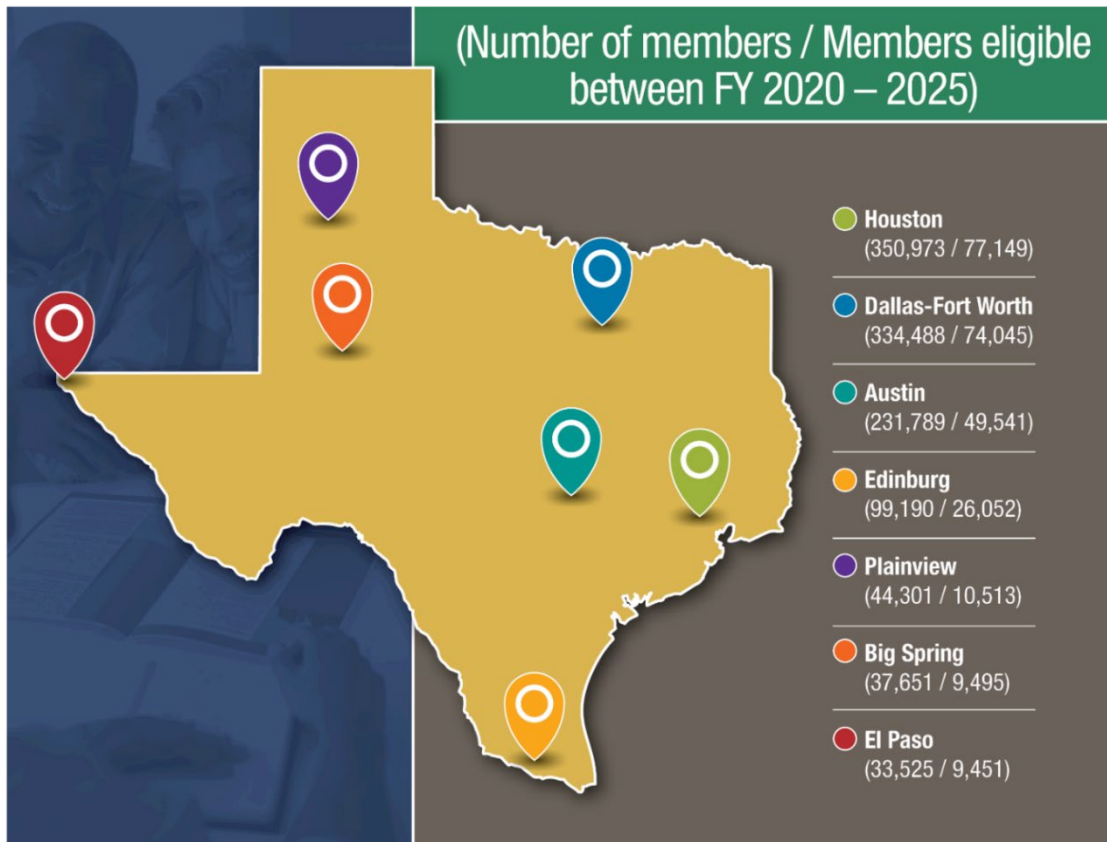 (Number of members / Members eligible
between FY 2020 – 2025)
Houston
(350,973 / 77,149)
Dallas-Fort Worth
(334,488 / 74,045)
Austin
(231,789 / 49,541)
Edinburg
(99,190 / 26,052)
Plainview
(44,301 / 10,513)
Big Spring
(37,651 / 9,495)
El Paso
(33,525 / 9,451)